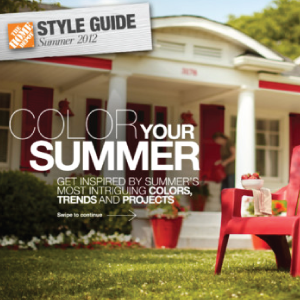 THE HOME DEPOT
STYLE GUIDE
Summer 2012
COLOR YOUR
SUMMER
GET INSPIRED BY SUMMER'S
MOST INTRIGUING COLORS,
TRENDS AND PROJECTS
Swipe to continue